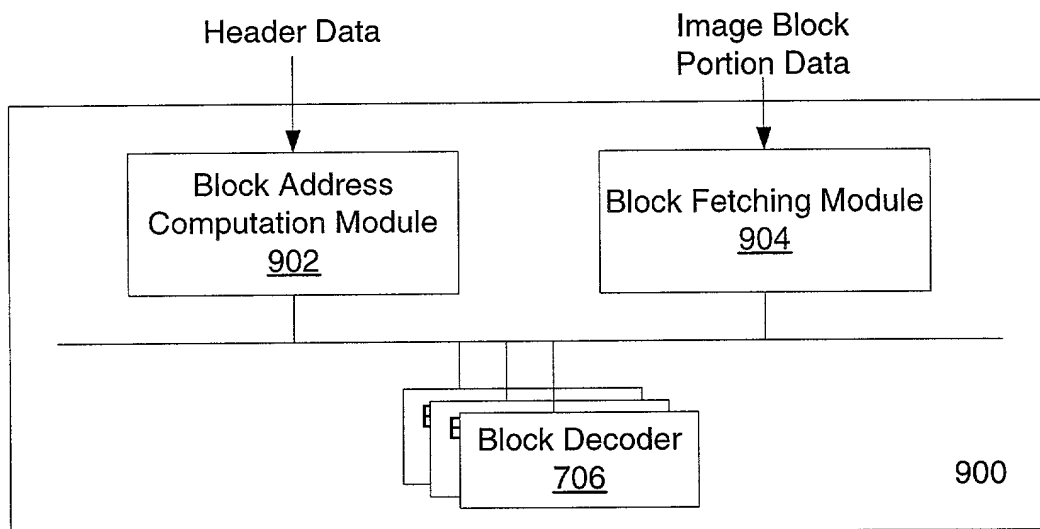 Header Data
Image Block
Portion Data
Block Address
Computation Module
902
Block Fetching Module
904
Block Decoder
706
900